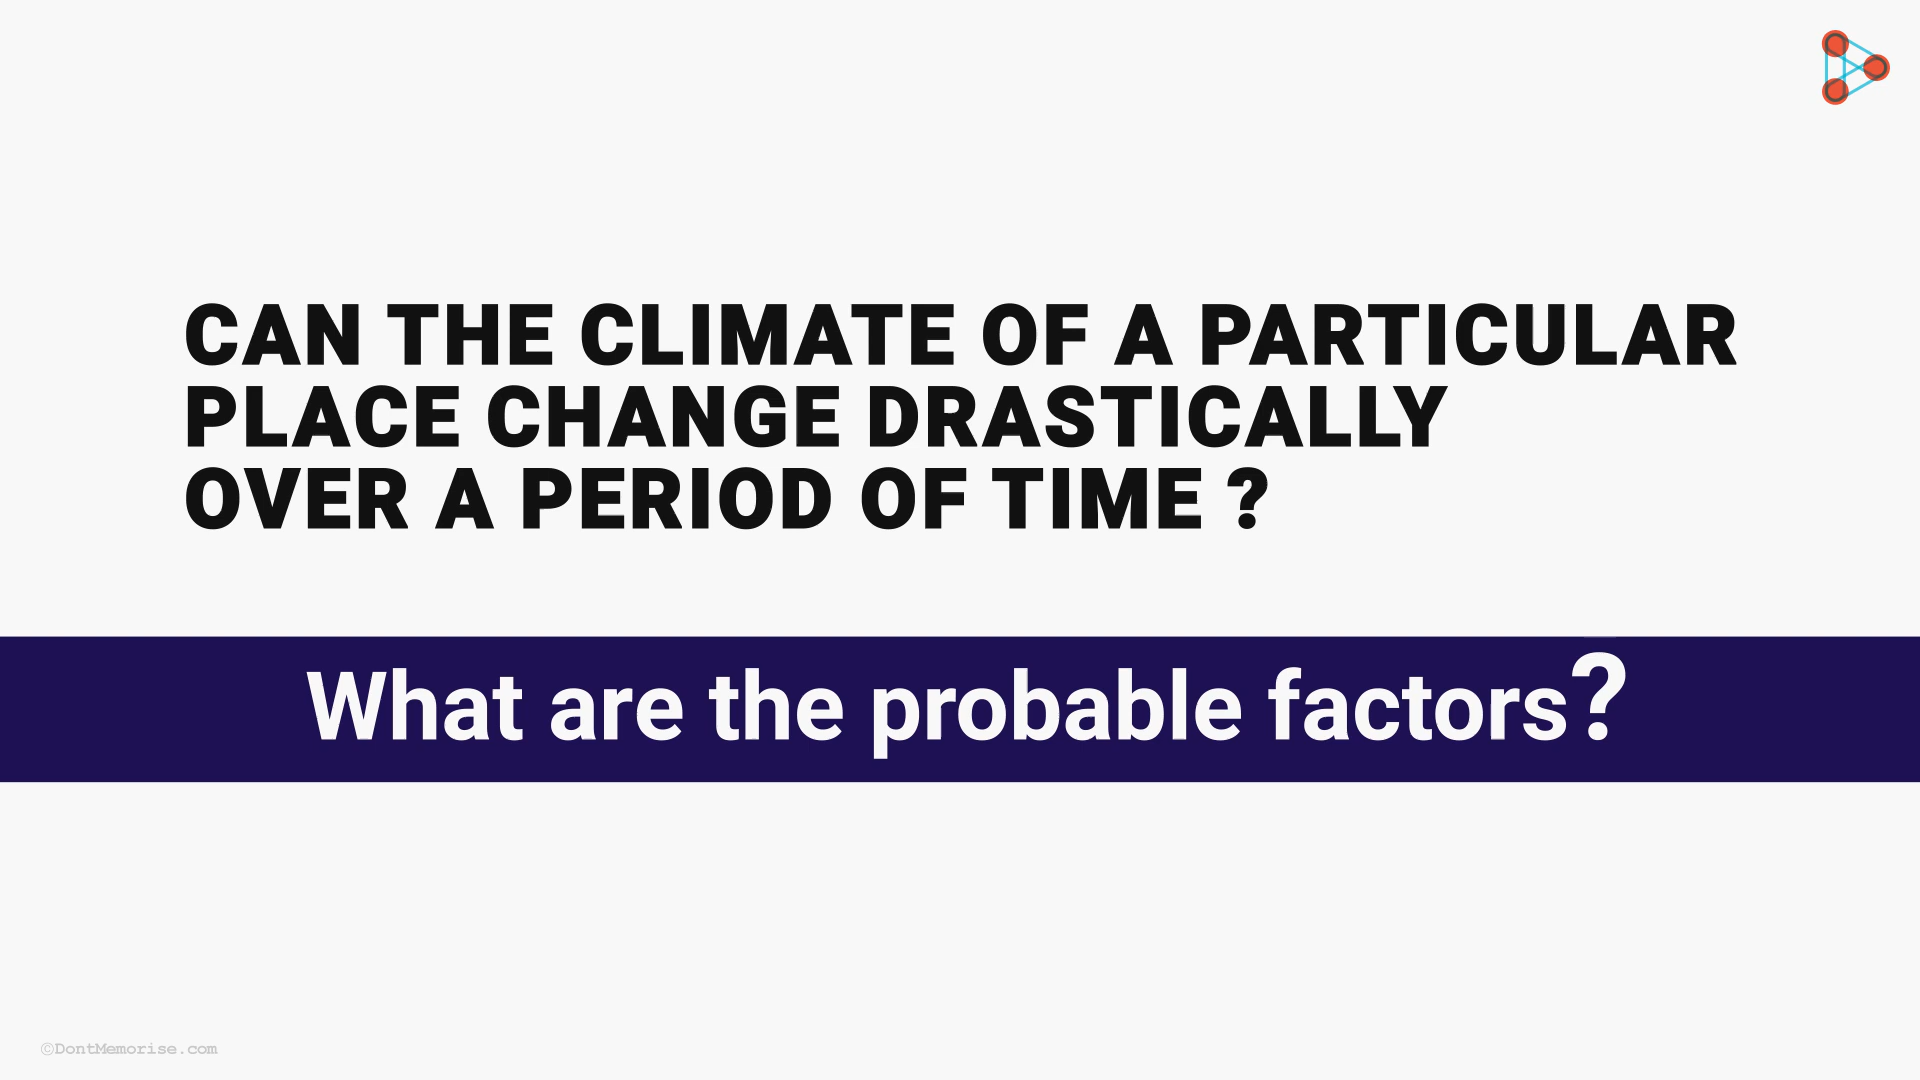 CAN THE CLIMATE OF A PARTICULAR
PLACE CHANGE DRASTICALLY
OVER A PERIOD OF TIME ?
What are the probable factors?
©DontMemorise.com